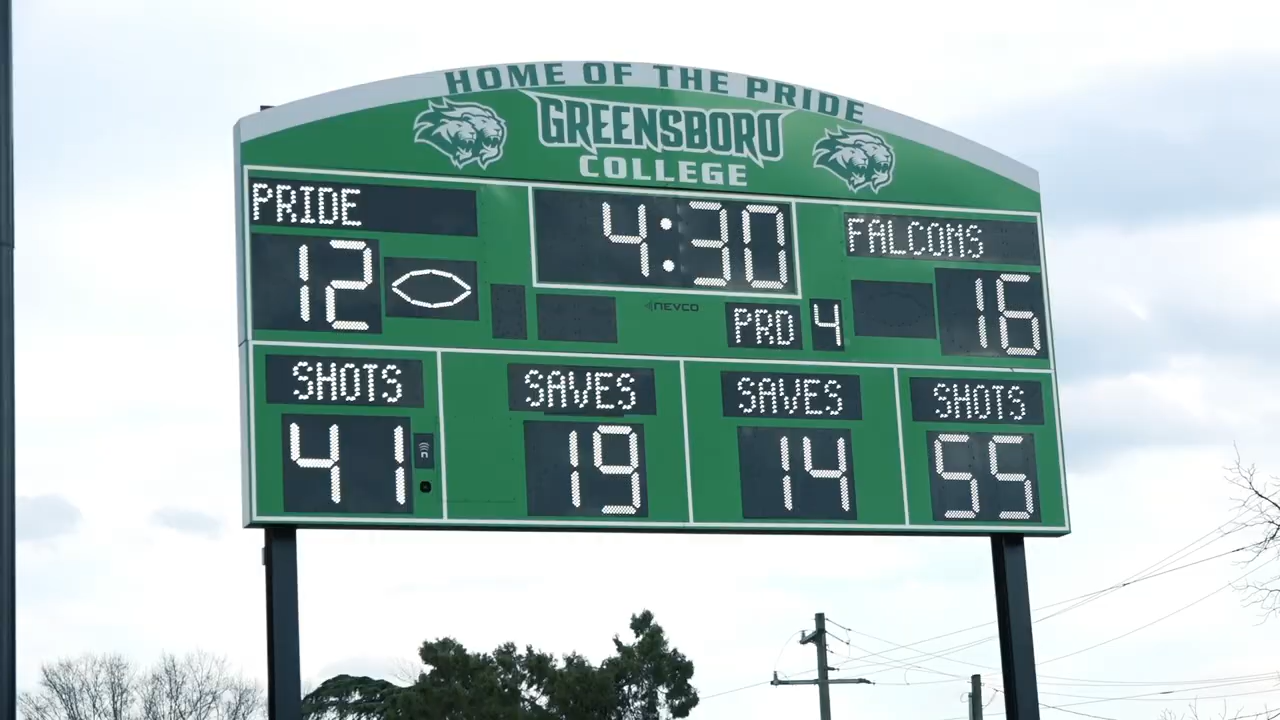 HOME OF THE PRIDE
GREENSBORO
COLLEGE
PRIDE
4:30
FALCONS
12
16
NEVCO
PRD 4
SHOTS
SAVES
SAVES
SHOTS
41
19
14
55